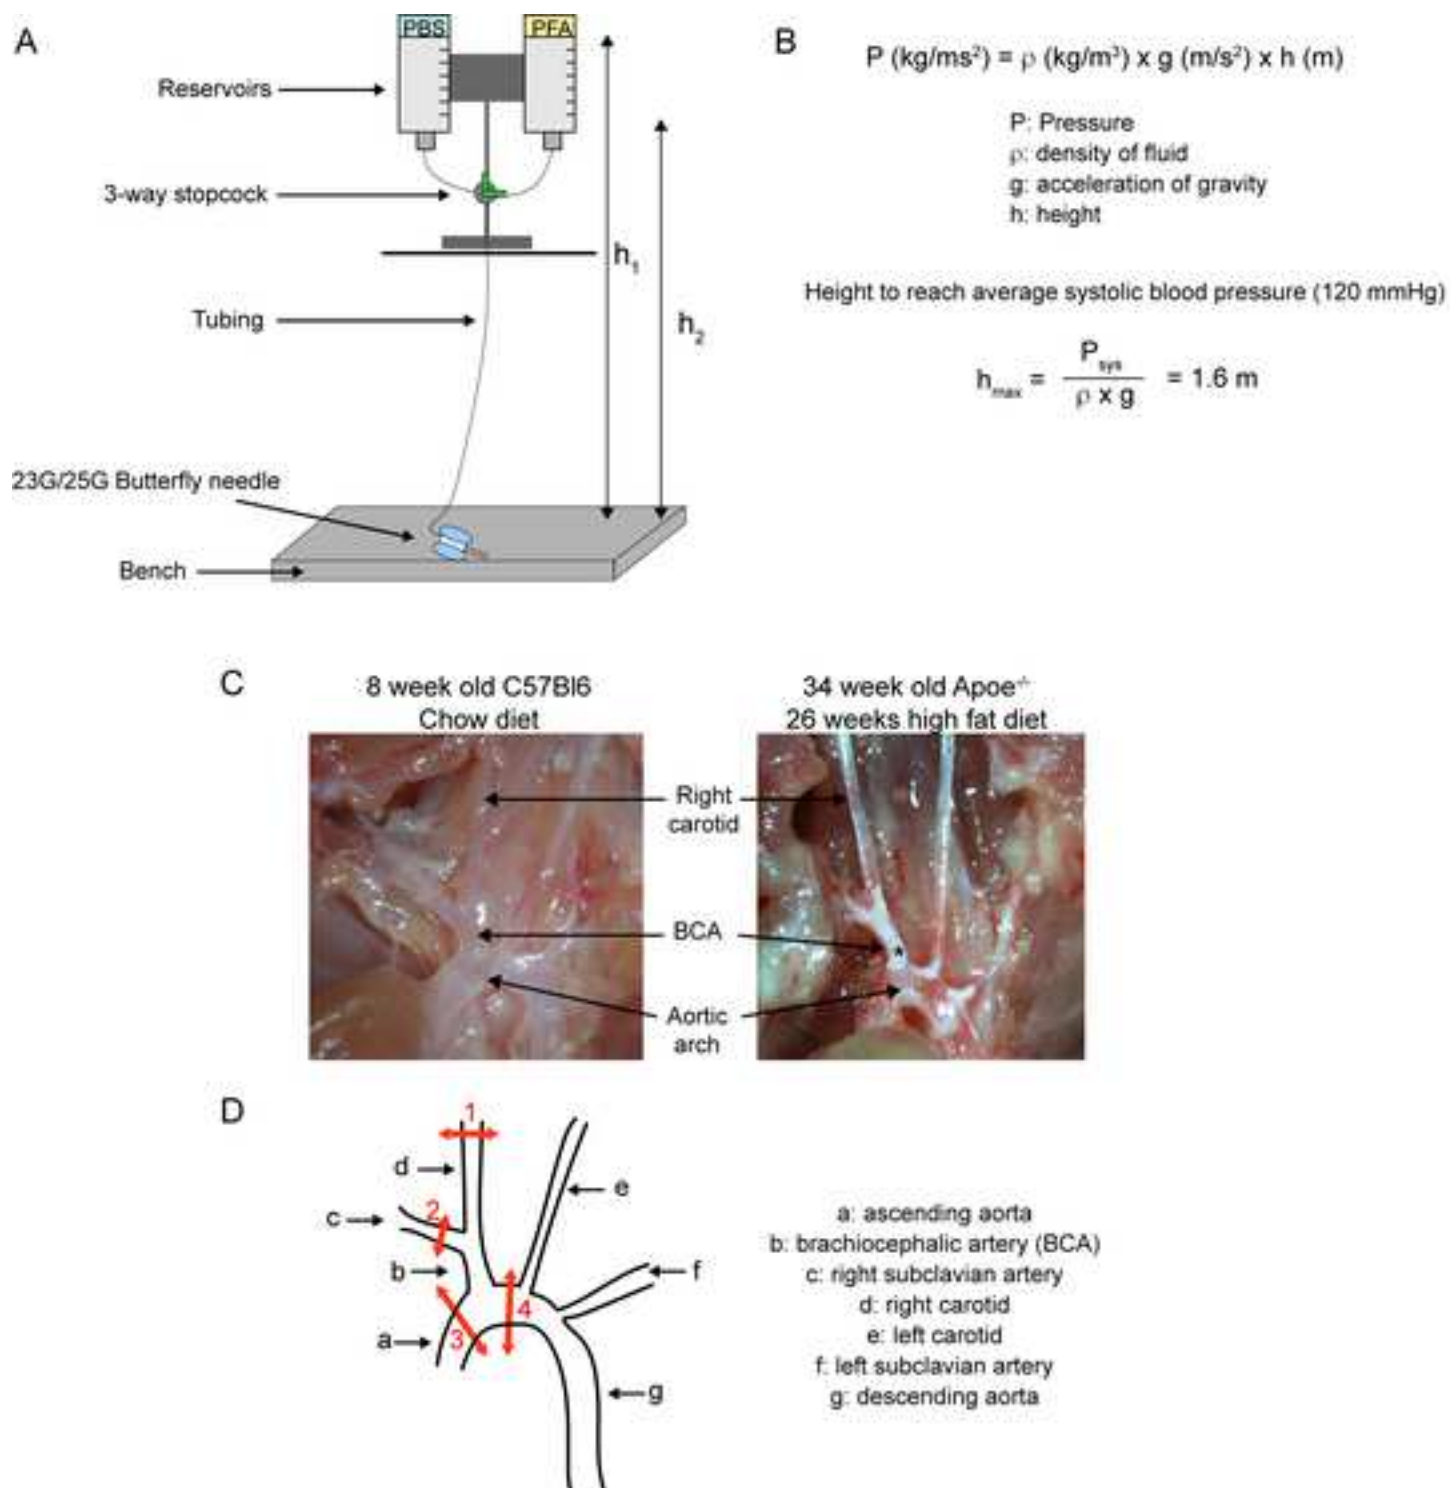 A
PBS
PFA
Reservoirs
3-way stopcock
h1
Tubing
h2
23G/25G Butterfly needle
Bench
B
P (kg/ms²) = ρ (kg/m³) x g (m/s²) x h (m)
P: Pressure
ρ: density of fluid
g: acceleration of gravity
h: height
Height to reach average systolic blood pressure (120 mmHg)
hmax = Psys / ρ x g = 1.6 m
C
8 week old C57Bl6
Chow diet
34 week old Apoe-/-
26 weeks high fat diet
Right
carotid
BCA
*
Aortic
arch
D
1
d
e
c
2
b
f
4
a
3
g
a: ascending aorta
b: brachiocephalic artery (BCA)
c: right subclavian artery
d: right carotid
e: left carotid
f: left subclavian artery
g: descending aorta